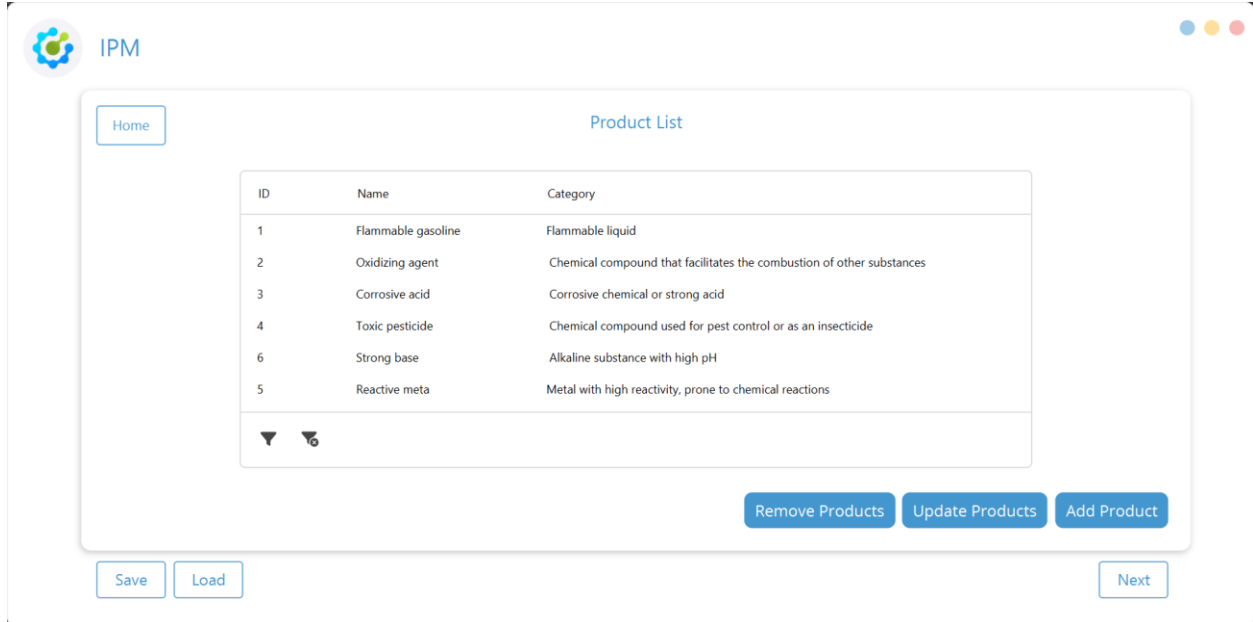 IPM
Home
Product List
ID Name Category
1 Flammable gasoline Flammable liquid
2 Oxidizing agent Chemical compound that facilitates the combustion of other substances
3 Corrosive acid Corrosive chemical or strong acid
4 Toxic pesticide Chemical compound used for pest control or as an insecticide
6 Strong base Alkaline substance with high pH
5 Reactive meta Metal with high reactivity, prone to chemical reactions
Remove Products Update Products Add Product
Save Load Next